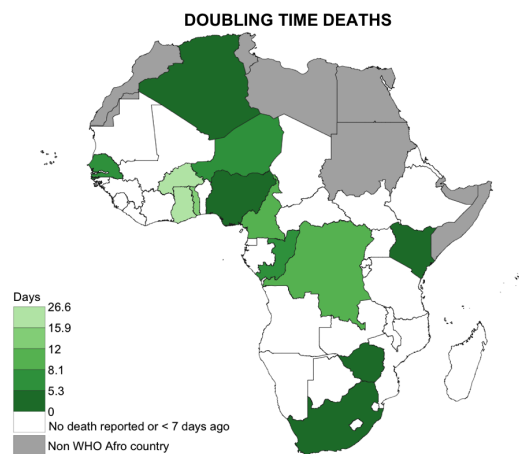 DOUBLING TIME DEATHS
Days
26.6
15.9
12
8.1
5.3
0
No death reported or < 7 days ago
Non WHO Afro country